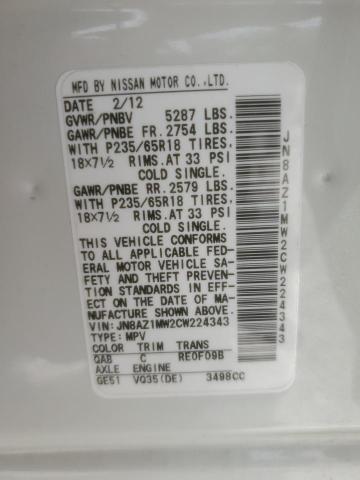 MFD BY NISSAN MOTOR CO.,LTD.
DATE 2/12
GVWR/PNBV 5287 LBS.
GAWR/PNBE FR. 2754 LBS.
WITH P235/65R18 TIRES,
18×7½ RIMS.AT 33 PSI
COLD SINGLE.
GAWR/PNBE RR. 2579 LBS.
WITH P235/65R18 TIRES,
18×7½ RIMS.AT 33 PSI
COLD SINGLE.
THIS VEHICLE CONFORMS
TO ALL APPLICABLE FED-
ERAL MOTOR VEHICLE SA-
FETY AND THEFT PREVEN-
TION STANDARDS IN EFF-
ECT ON THE DATE OF MA-
NUFACTURE SHOWN ABOVE.
VIN: JN8AZ1MW2CW224343
TYPE: MPV
COLOR TRIM TRANS
QAB C RE0F09B
AXLE ENGINE
GE51 VQ35(DE) 3498CC
JN8AZ1MW2CW224343